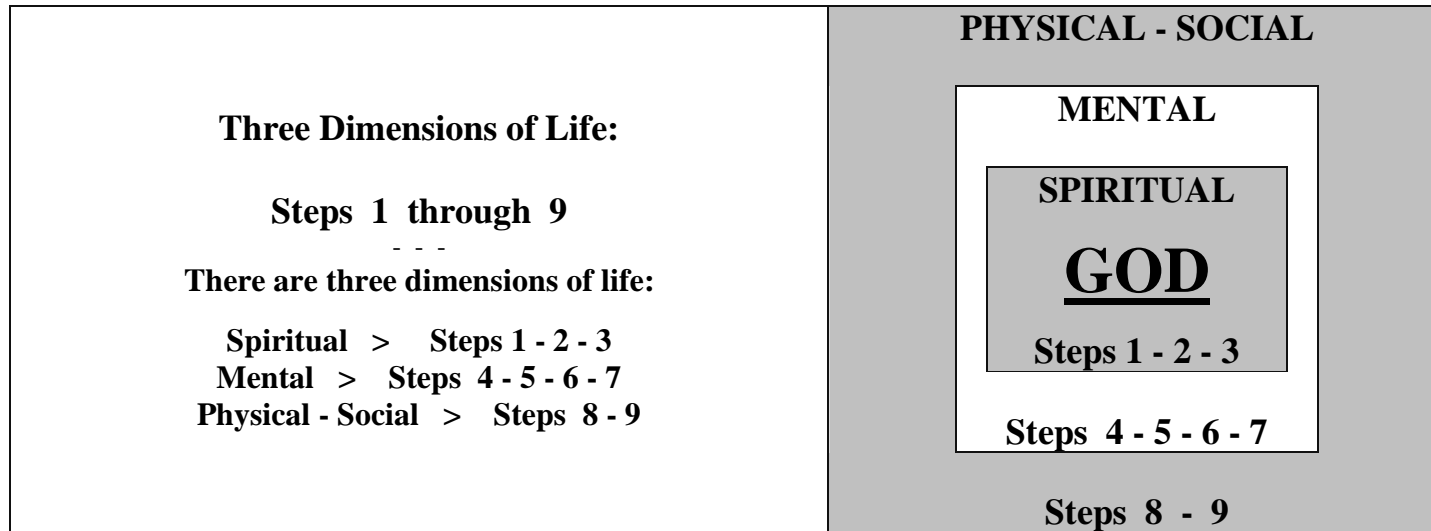 Three Dimensions of Life:
Steps 1 through 9
- - -
There are three dimensions of life:
Spiritual > Steps 1 - 2 - 3
Mental > Steps 4 - 5 - 6 - 7
Physical - Social > Steps 8 - 9
PHYSICAL - SOCIAL
MENTAL
SPIRITUAL
GOD
Steps 1 - 2 - 3
Steps 4 - 5 - 6 - 7
Steps 8 - 9